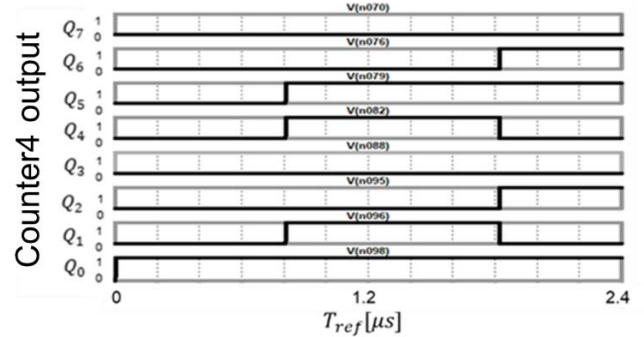 V(n070)
Q₇ 1 0
V(n076)
Q₆ 1 0
V(n079)
Q₅ 1 0
V(n082)
Q₄ 1 0
V(n088)
Q₃ 1 0
V(n095)
Q₂ 1 0
V(n096)
Q₁ 1 0
V(n098)
Q₀ 1 0
Counter4 output
0 1.2 2.4
T_ref[μs]